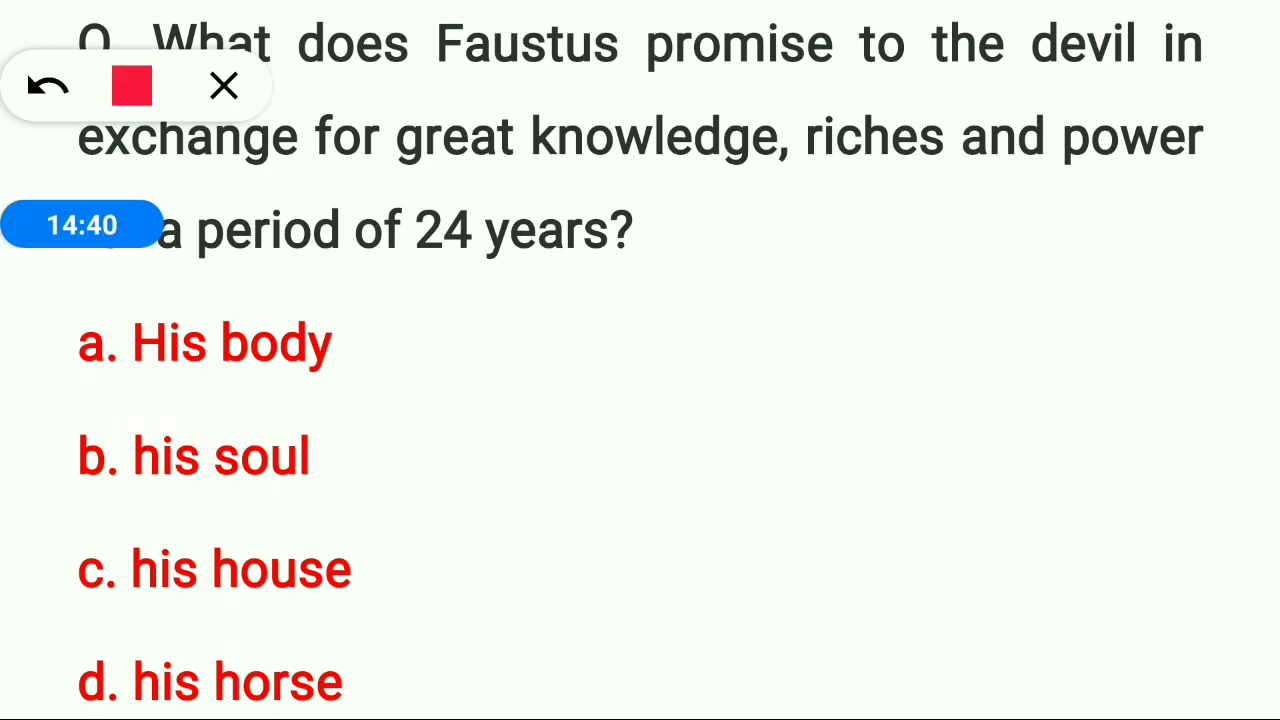 Q. What does Faustus promise to the devil in
exchange for great knowledge, riches and power
14:40 a period of 24 years?
a. His body
b. his soul
c. his house
d. his horse